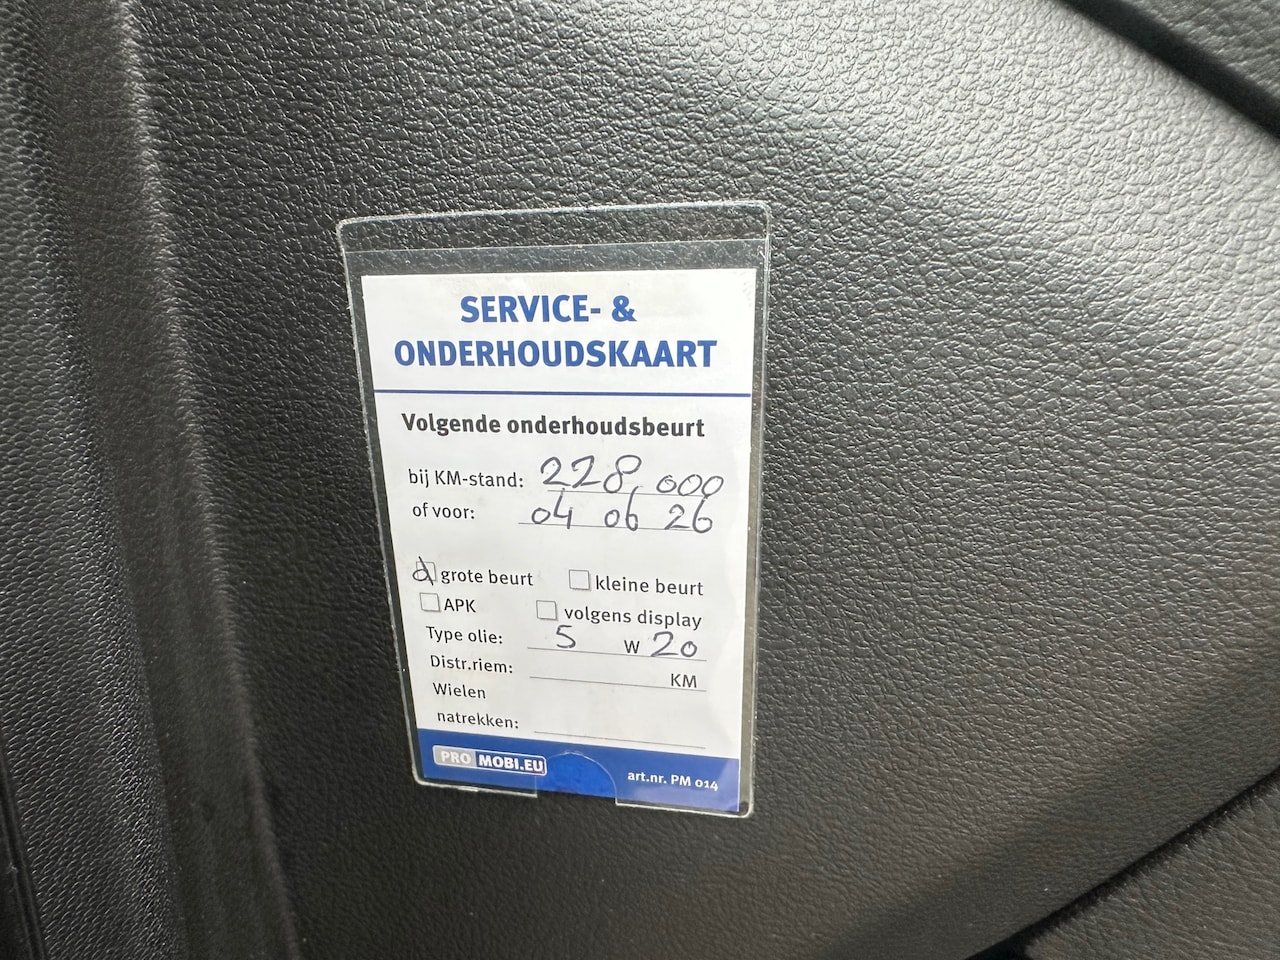 SERVICE- &
ONDERHOUDSKAART
Volgende onderhoudsbeurt
bij KM-stand: 228.000
of voor: 04 06 26
grote beurt kleine beurt
APK volgens display
Type olie: 5 W 20
Distr.riem: KM
Wielen
natrekken:
PRO MOBI.EU art.nr. PM 014